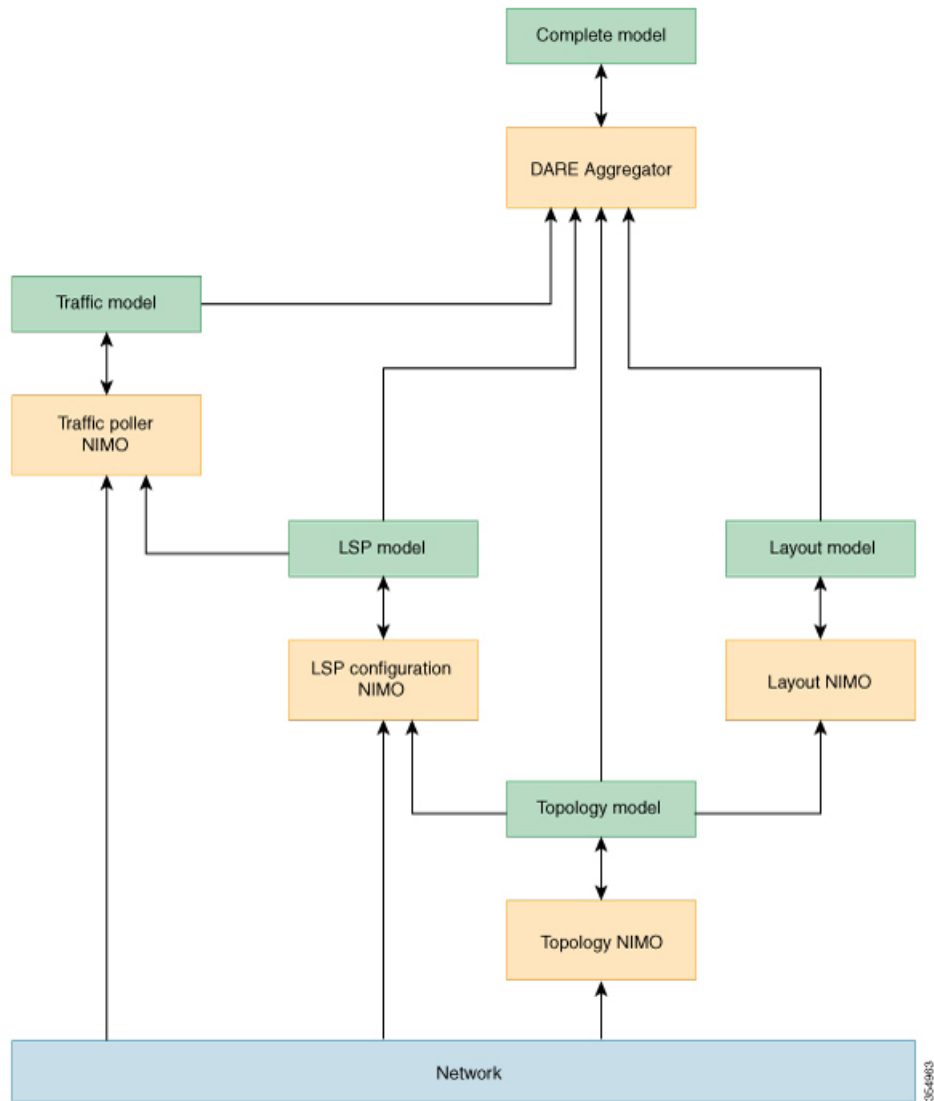 Complete model
DARE Aggregator
Traffic model
Traffic poller
NIMO
LSP model
Layout model
LSP configuration
NIMO
Layout NIMO
Topology model
Topology NIMO
Network
354963